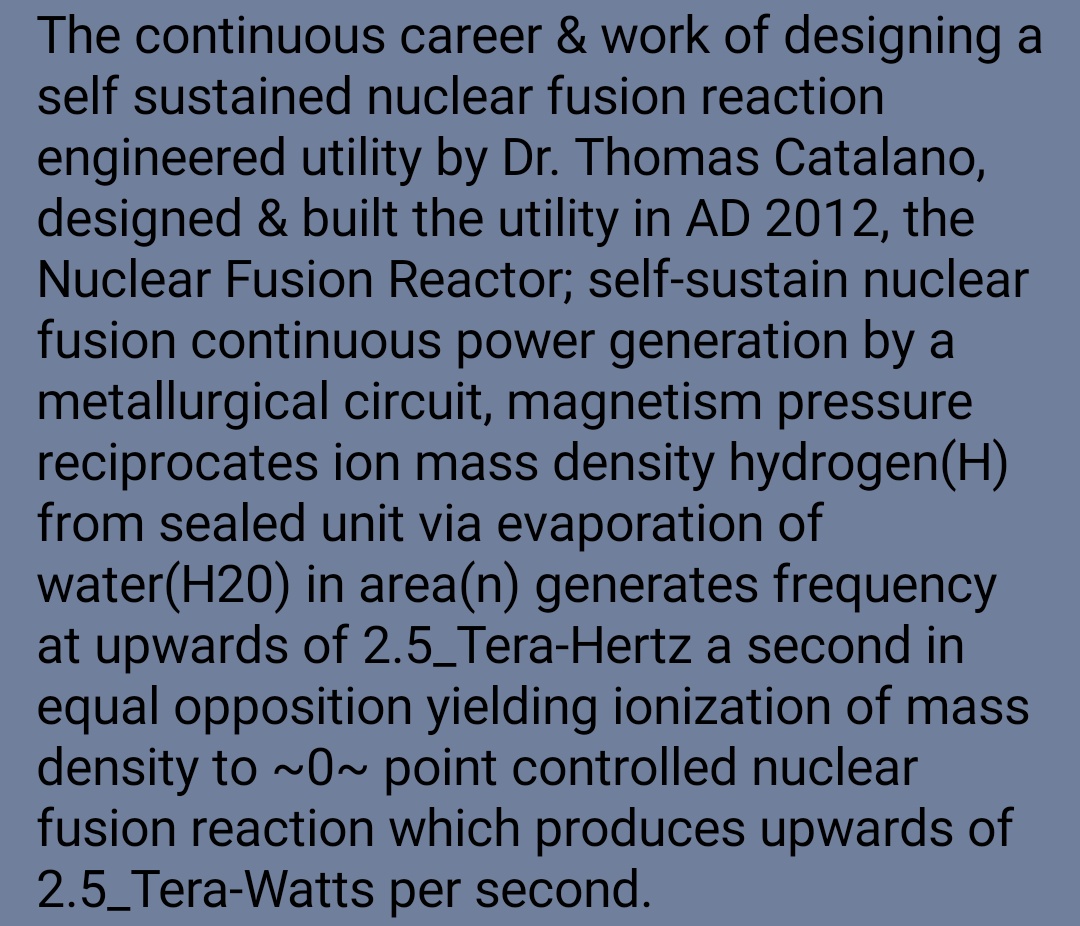 The continuous career & work of designing a
self sustained nuclear fusion reaction
engineered utility by Dr. Thomas Catalano,
designed & built the utility in AD 2012, the
Nuclear Fusion Reactor; self-sustain nuclear
fusion continuous power generation by a
metallurgical circuit, magnetism pressure
reciprocates ion mass density hydrogen(H)
from sealed unit via evaporation of
water(H20) in area(n) generates frequency
at upwards of 2.5_Tera-Hertz a second in
equal opposition yielding ionization of mass
density to ~0~ point controlled nuclear
fusion reaction which produces upwards of
2.5_Tera-Watts per second.